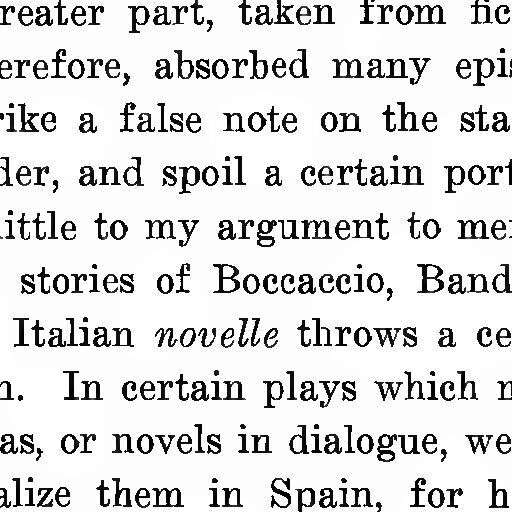 reater part, taken from fic
erefore, absorbed many epis
rike a false note on the sta
der, and spoil a certain port
little to my argument to me
stories of Boccaccio, Band
Italian novelle throws a ce
n. In certain plays which
as, or novels in dialogue, we
alize them in Spain, for h